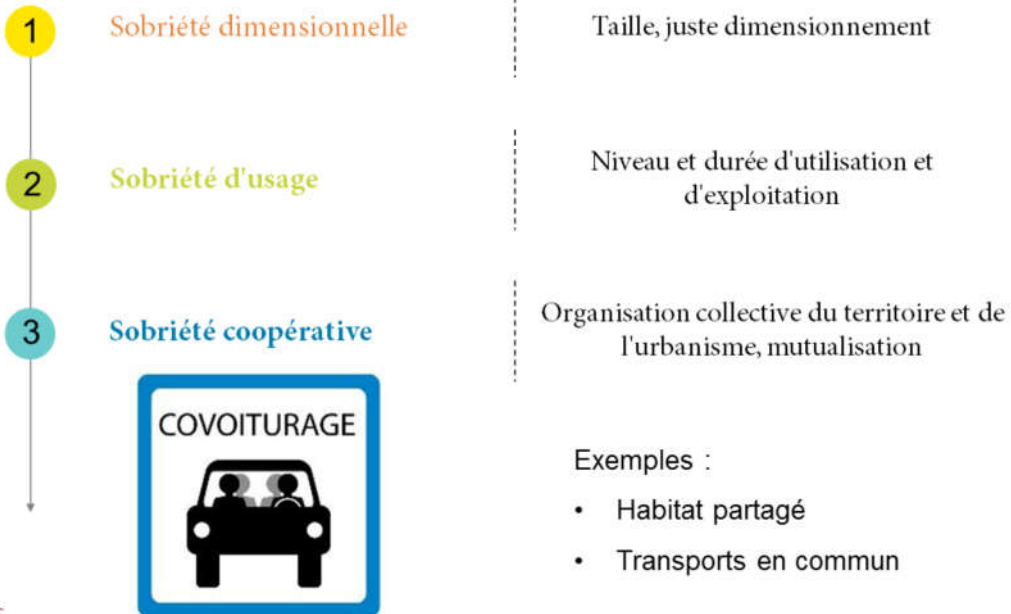 1 Sobriété dimensionnelle Taille, juste dimensionnement
2 Sobriété d'usage Niveau et durée d'utilisation et
d'exploitation
3 Sobriété coopérative Organisation collective du territoire et de
l'urbanisme, mutualisation
COVOITURAGE
Exemples :
• Habitat partagé
• Transports en commun